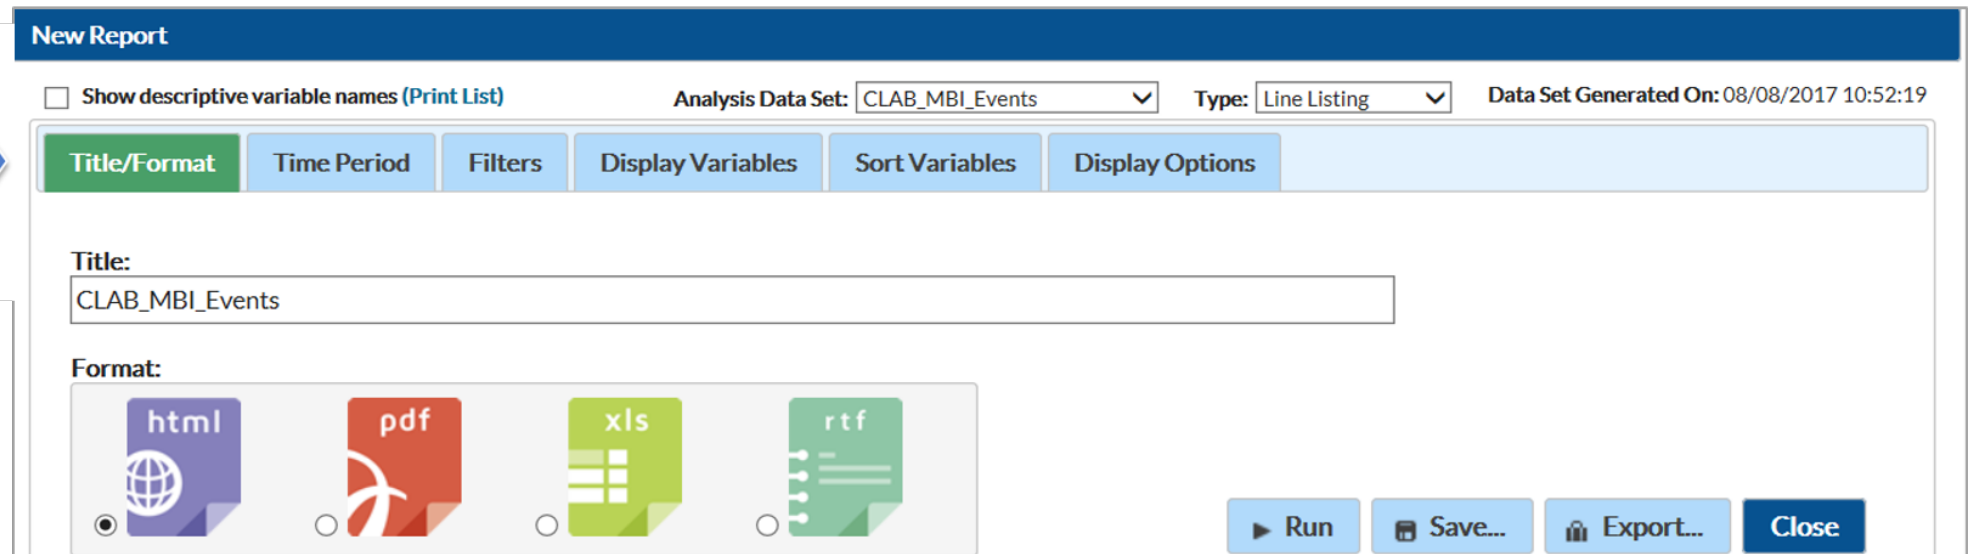 New Report
Show descriptive variable names (Print List) Analysis Data Set: CLAB_MBI_Events Type: Line Listing Data Set Generated On: 08/08/2017 10:52:19
Title/Format Time Period Filters Display Variables Sort Variables Display Options
Title:
CLAB_MBI_Events
Format:
html pdf xls rtf
Run Save... Export... Close